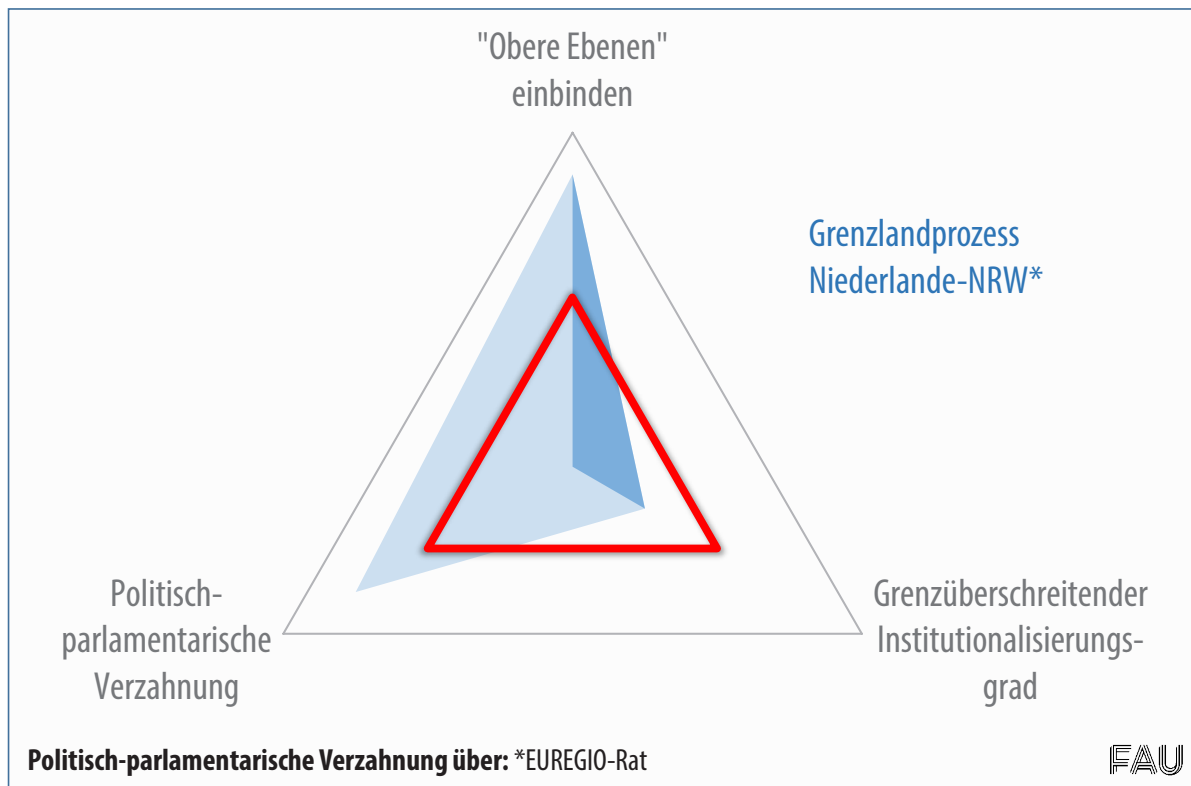 "Obere Ebenen"
einbinden
Grenzlandprozess
Niederlande-NRW*
Politisch-
parlamentarische
Verzahnung
Grenzüberschreitender
Institutionalisierungs-
grad
Politisch-parlamentarische Verzahnung über: *EUREGIO-Rat
FAU